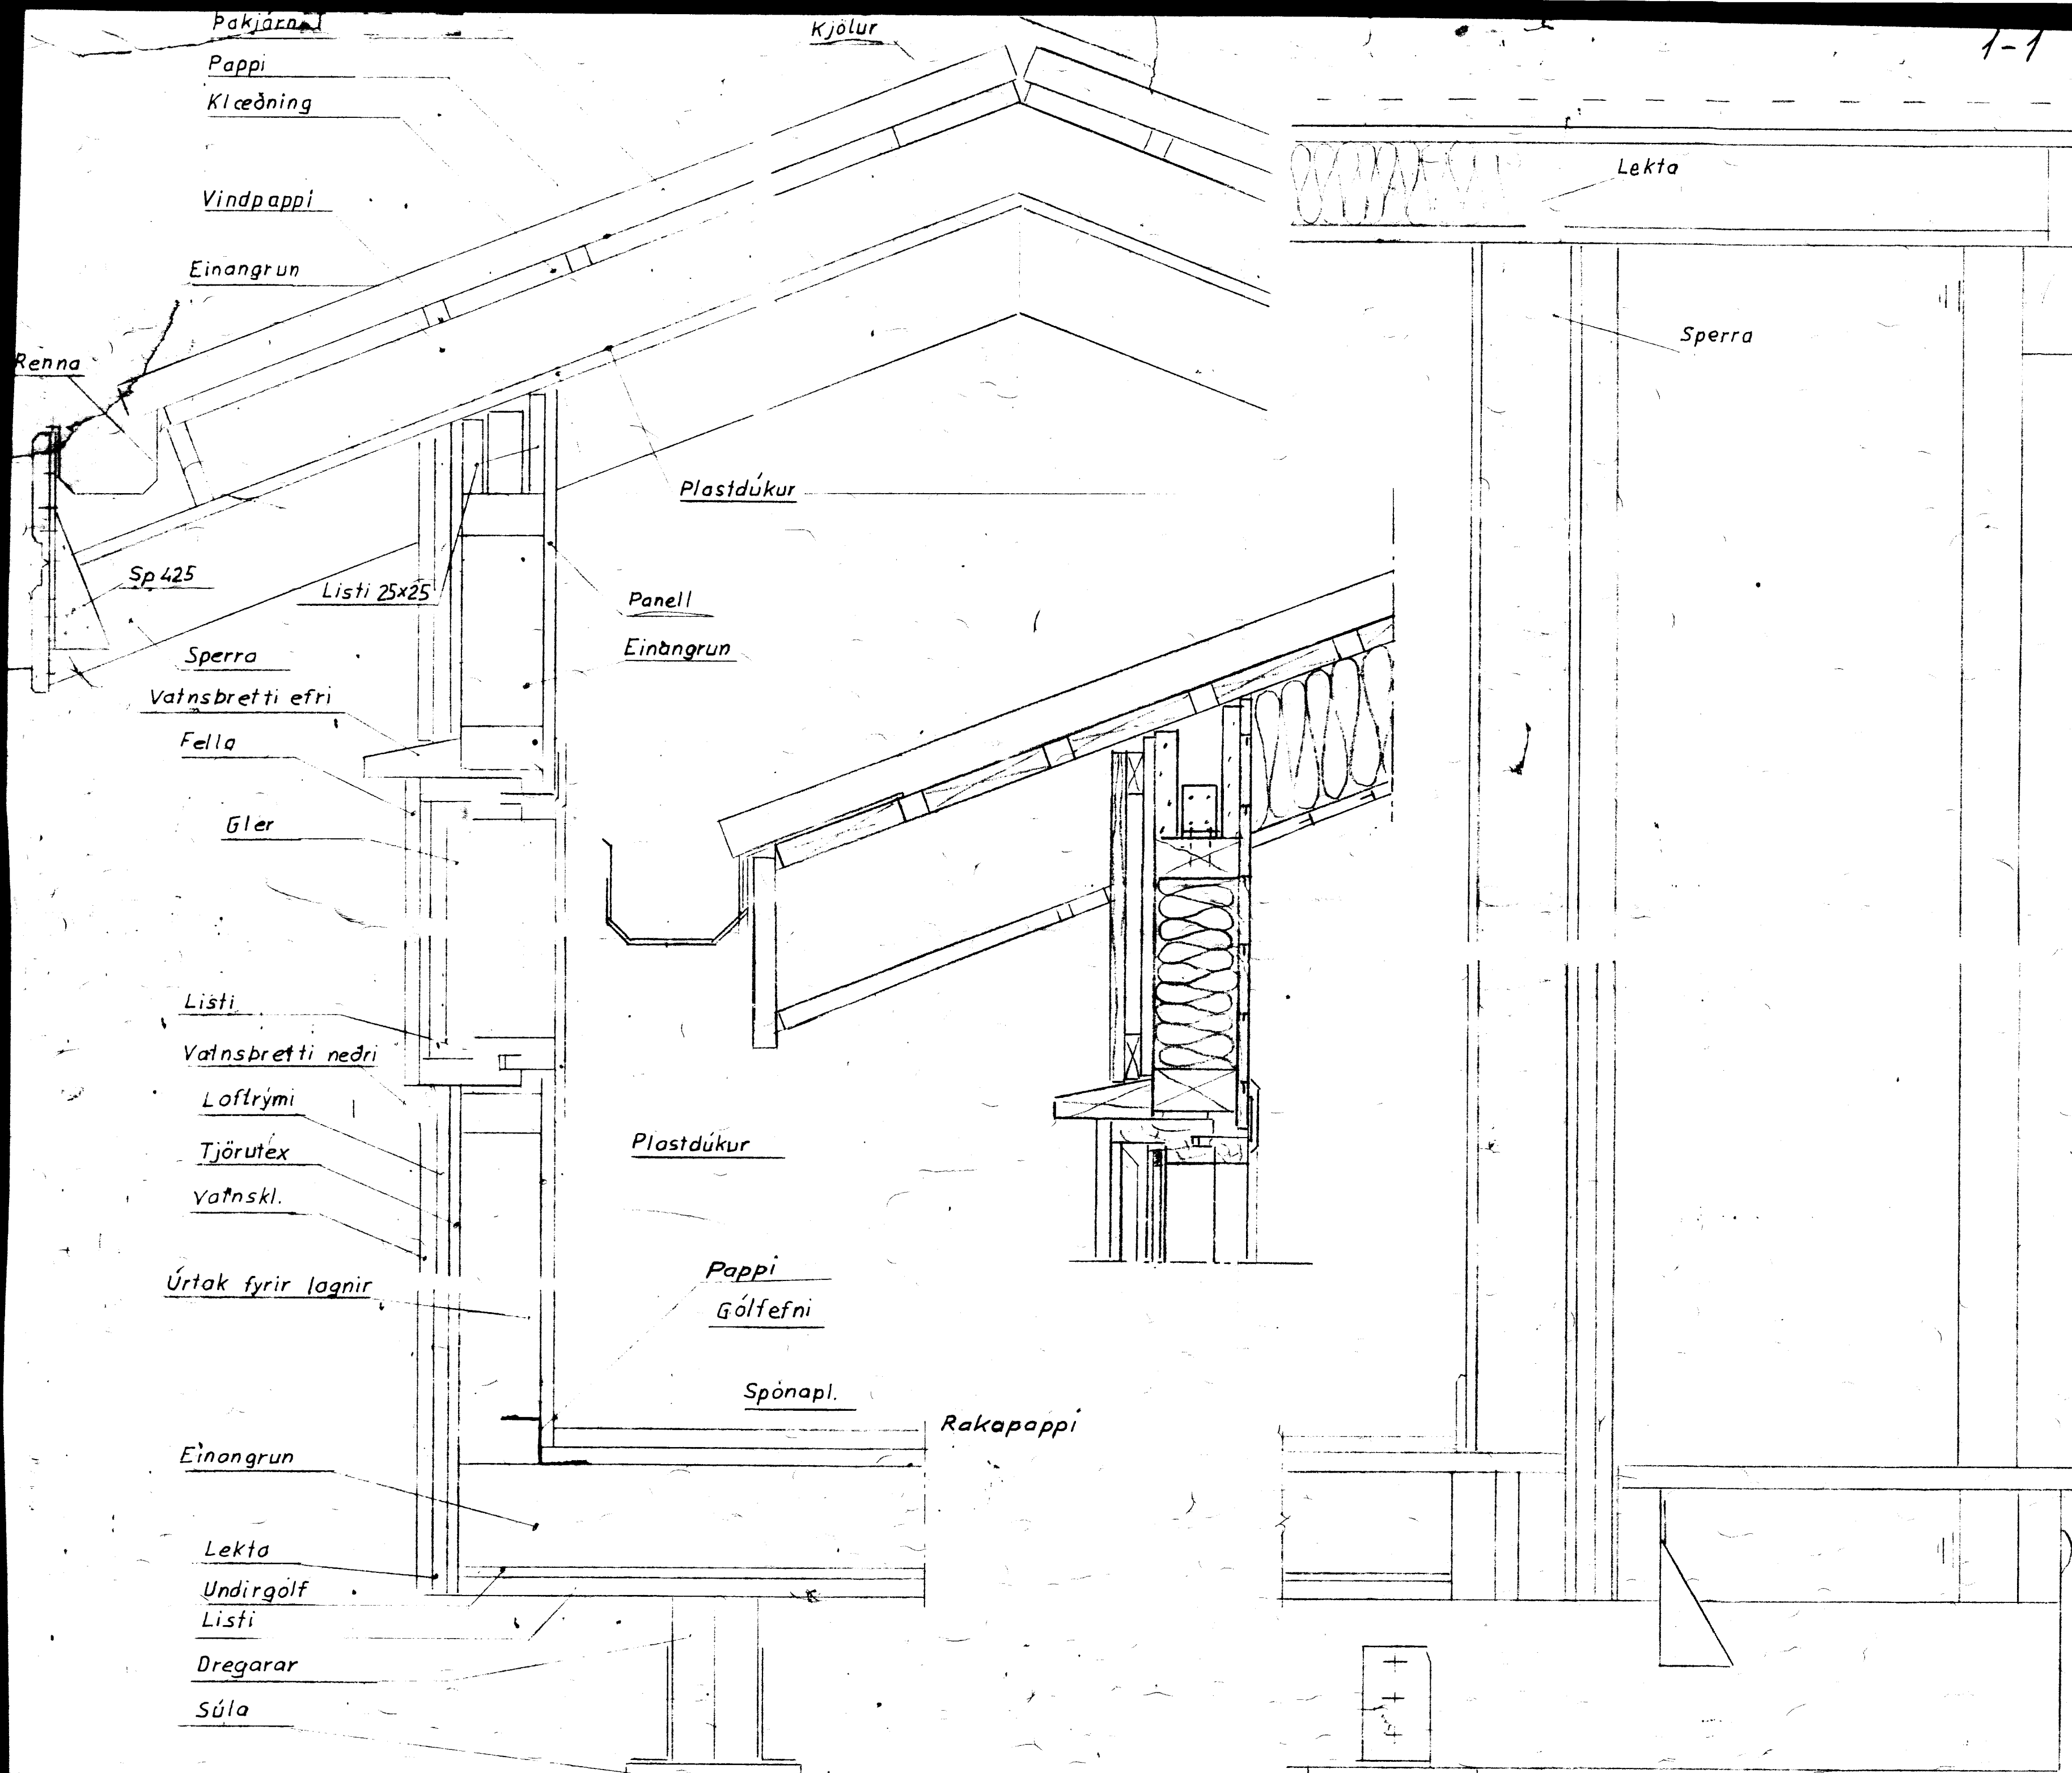 Þakjárn
Kjölur
1-1
Pappi
Klæðning
Lekta
Vindpappi
Einangrun
Sperra
Renna
Plastdúkur
Sp 425
Listi 25x25
Panell
Einangrun
Sperra
Vatnsbretti efri
Fella
Gler
Listi
Vatnsbretti neðri
Loftrými
Plastdúkur
Tjörutex
Vatnskl.
Úrtak fyrir lagnir
Pappi
Gólfefni
Spónapl.
Rakapappi
Einangrun
Lekta
Undirgólf
Listi
Dregarar
Súla